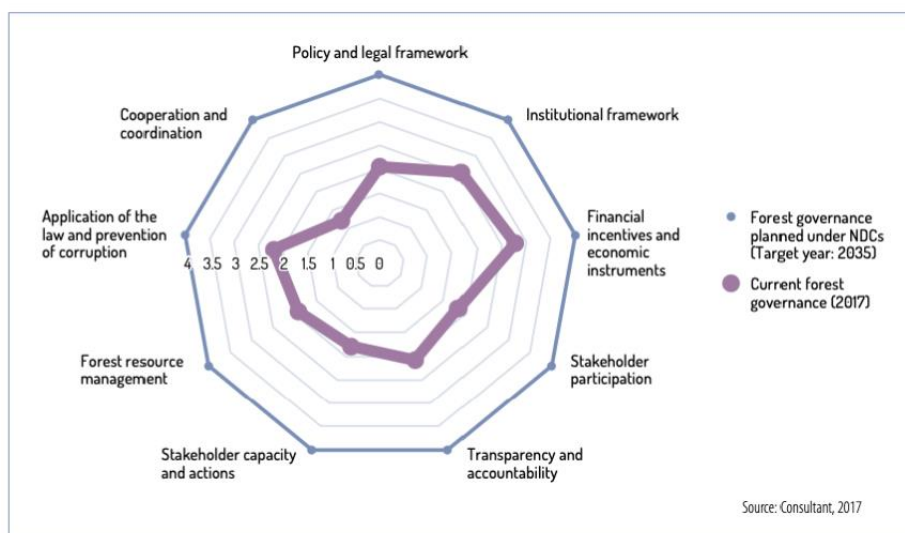 Policy and legal framework
Cooperation and
coordination
Institutional framework
Application of the
law and prevention
of corruption
Financial
incentives and
economic
instruments
4 3.5 3 2.5 2 1.5 1 0.5 0
Forest governance
planned under NDCs
(Target year: 2035)
Current forest
governance (2017)
Forest resource
management
Stakeholder
participation
Stakeholder capacity
and actions
Transparency and
accountability
Source: Consultant, 2017